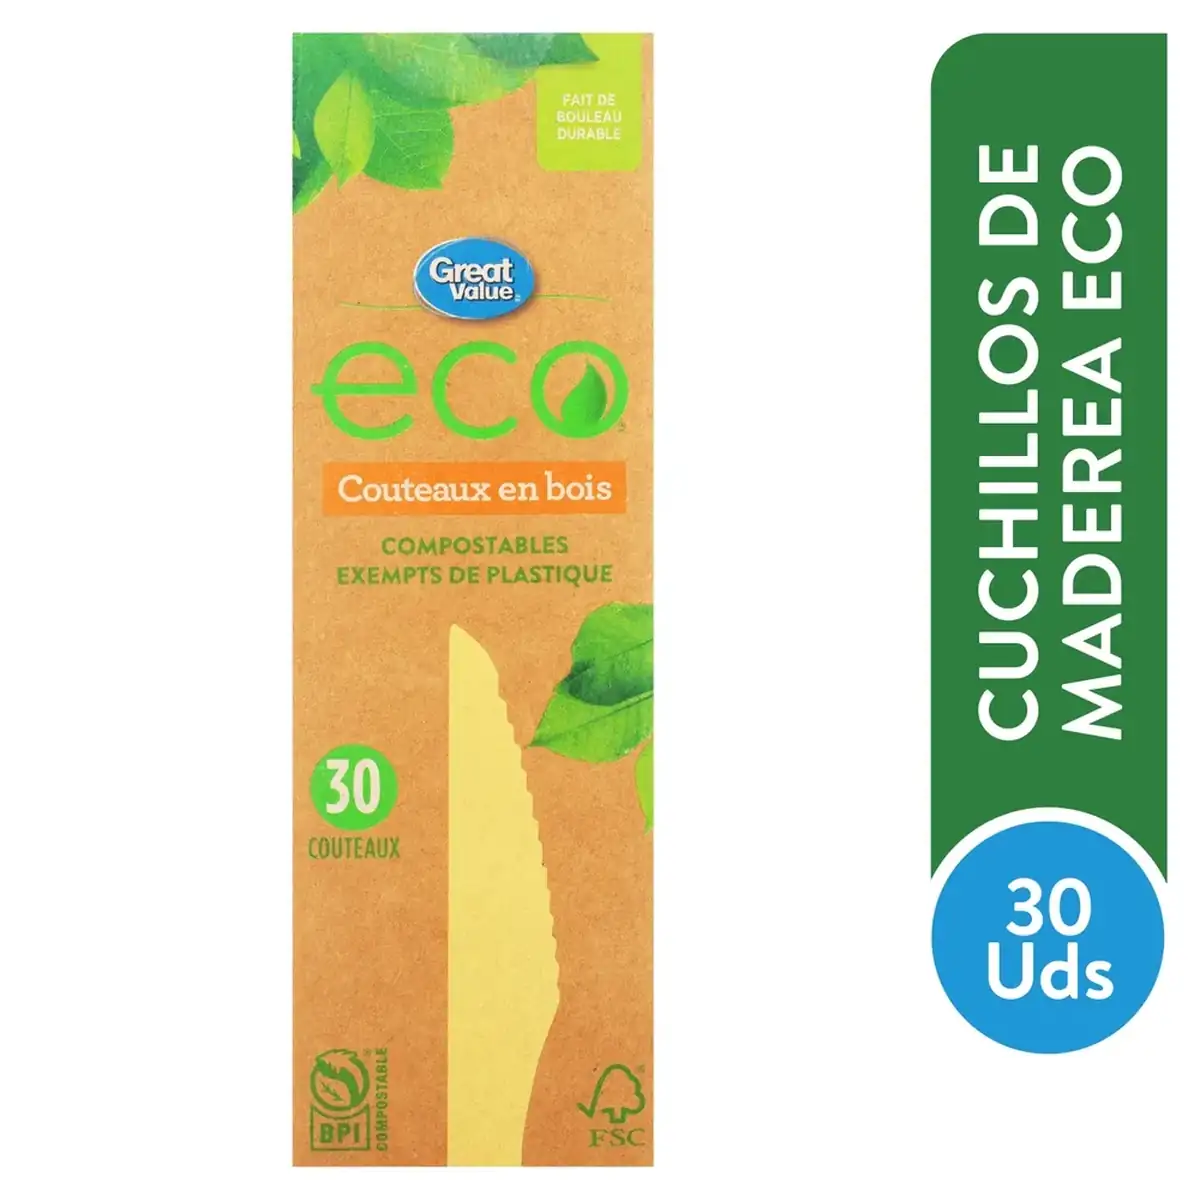 FAIT DE
BOULEAU
DURABLE
Great
Value
eco
Couteaux en bois
COMPOSTABLES
EXEMPTS DE PLASTIQUE
30
COUTEAUX
BPI
COMPOSTABLE
FSC
CUCHILLOS DE
MADEREA ECO
30
Uds